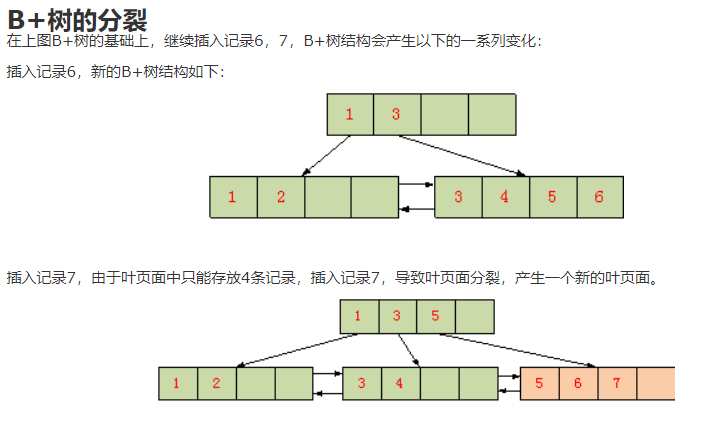 B+树的分裂
在上图B+树的基础上，继续插入记录6，7，B+树结构会产生以下的一系列变化：
插入记录6，新的B+树结构如下：
1 3
1 2 3 4 5 6
插入记录7，由于叶页面中只能存放4条记录，插入记录7，导致叶页面分裂，产生一个新的叶页面。
1 3 5
1 2 3 4 5 6 7